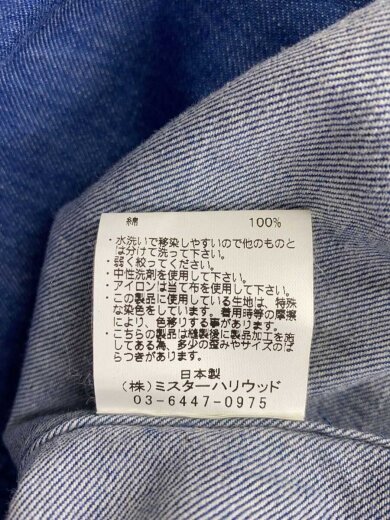 綿 100%
・水洗いで移染しやすいので他のものと
は分けて洗って下さい。
・弱く絞ってください。
・中性洗剤を使用して下さい。
・アイロンは当て布を使用して下さい。
・この製品に使用している生地は、特殊
な染色をしています。着用時等の摩擦
により、色移りする事があります。
・こちらの製品は縫製後に製品加工を施
してある為、多少の歪みやサイズのば
らつきが有ります。
日本製
(株)ミスターハリウッド
03-6447-0975